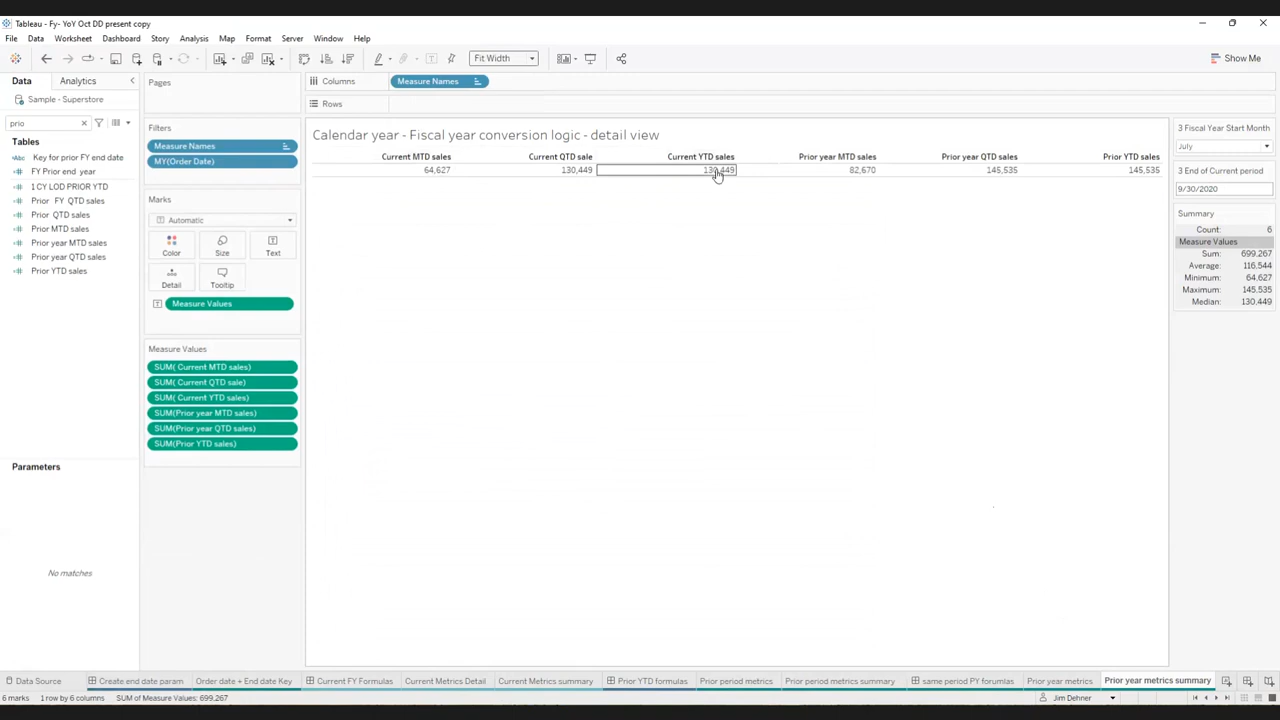 Tableau - Fy- YoY Oct DD present copy
File Data Worksheet Dashboard Story Analysis Map Format Server Window Help
Fit Width
Show Me
Data Analytics
Sample - Superstore
prio
Tables
Abc Key for prior FY end date
FY Prior end year
1 CY LOD PRIOR YTD
Prior FY QTD sales
Prior QTD sales
Prior MTD sales
Prior year MTD sales
Prior year QTD sales
Prior YTD sales
Parameters
No matches
Pages
Filters
Measure Names
MY(Order Date)
Marks
Automatic
Color Size Text
Detail Tooltip
Measure Values
Measure Values
SUM( Current MTD sales)
SUM( Current QTD sale)
SUM( Current YTD sales)
SUM(Prior year MTD sales)
SUM(Prior year QTD sales)
SUM(Prior YTD sales)
Columns Measure Names
Rows
Calendar year - Fiscal year conversion logic - detail view
Current MTD sales Current QTD sale Current YTD sales Prior year MTD sales Prior year QTD sales Prior YTD sales
64,627 130,449 130,449 82,670 145,535 145,535
3 Fiscal Year Start Month
July
3 End of Current period
9/30/2020
Summary
Count: 6
Measure Values
Sum: 699,267
Average: 116,544
Minimum: 64,627
Maximum: 145,535
Median: 130,449
Data Source Create end date param Order date + End date Key Current FY Formulas Current Metrics Detail Current Metrics summary Prior YTD formulas Prior period metrics Prior period metrics summary same period PY forumlas Prior year metrics Prior year metrics summary
6 marks 1 row by 6 columns SUM of Measure Values: 699,267 Jim Dehner